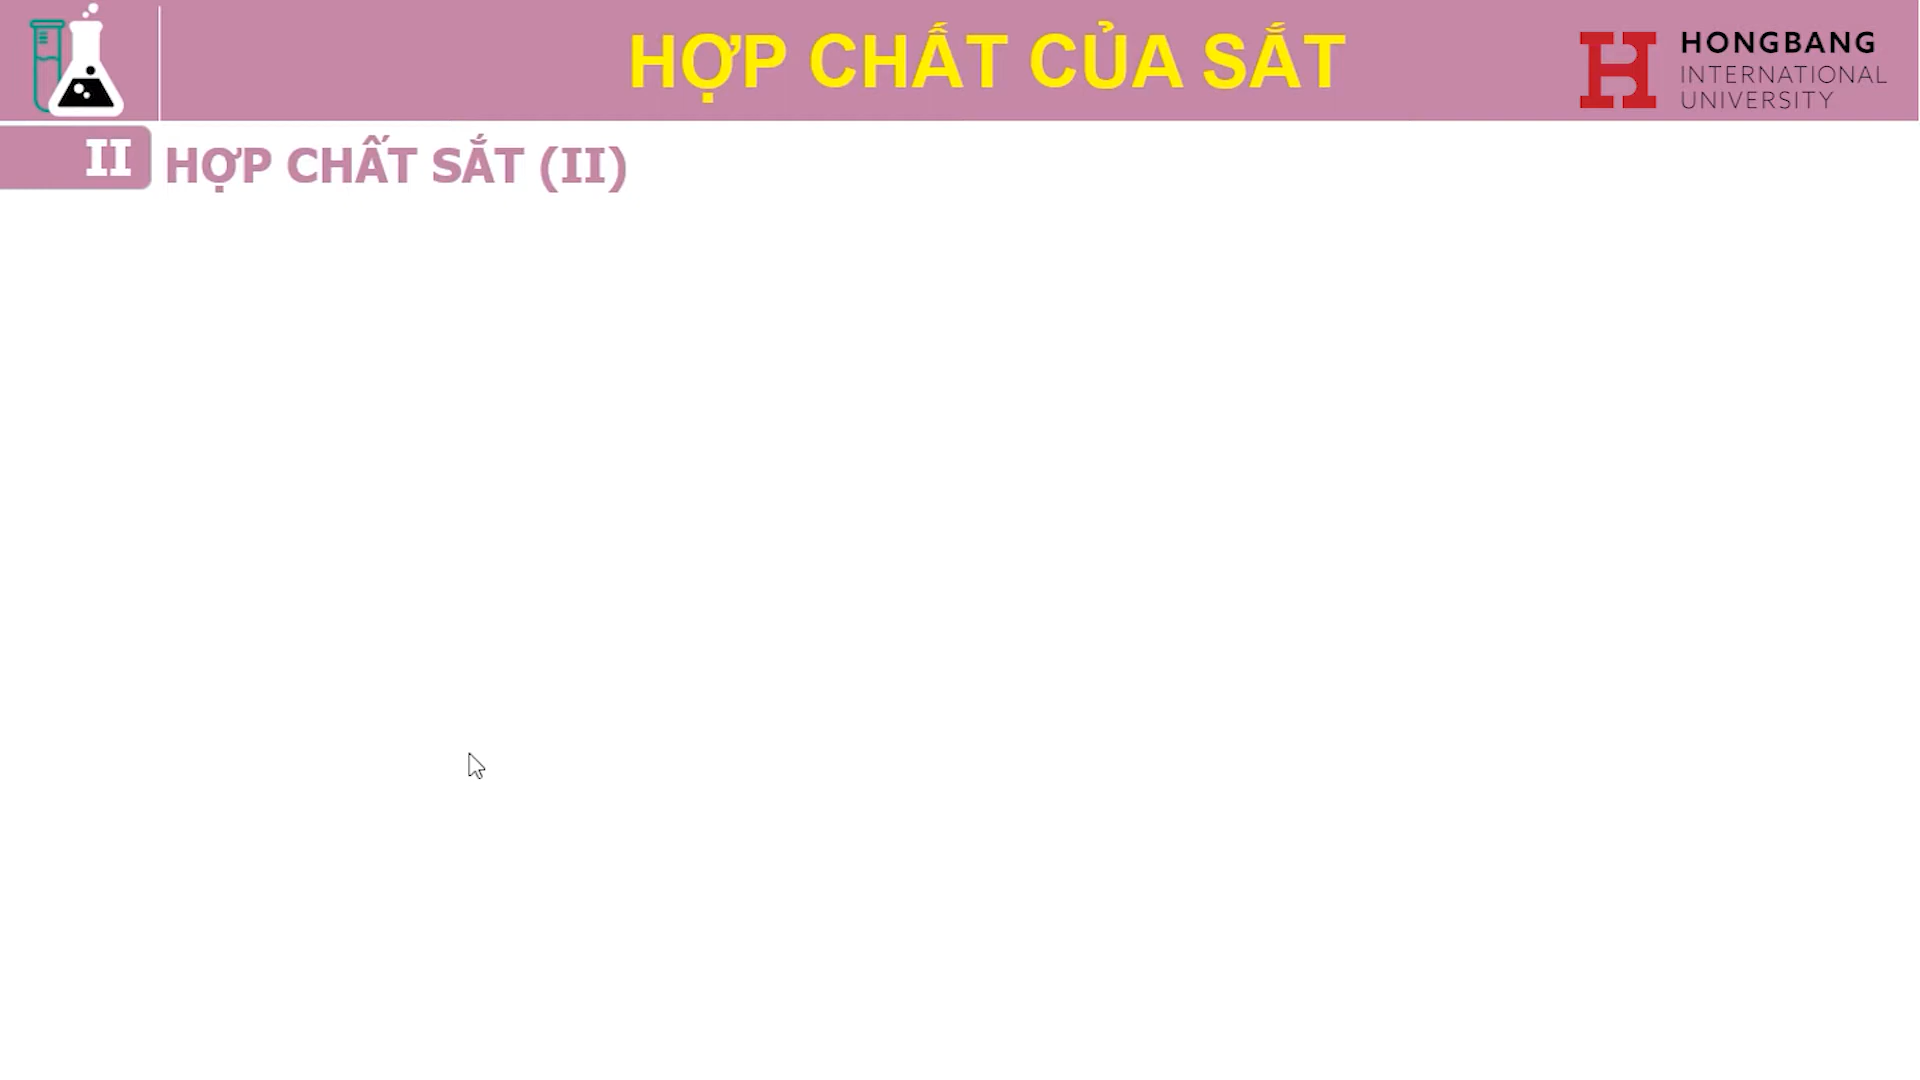 HỢP CHẤT CỦA SẮT
HONGBANG
INTERNATIONAL
UNIVERSITY
II HỢP CHẤT SẮT (II)